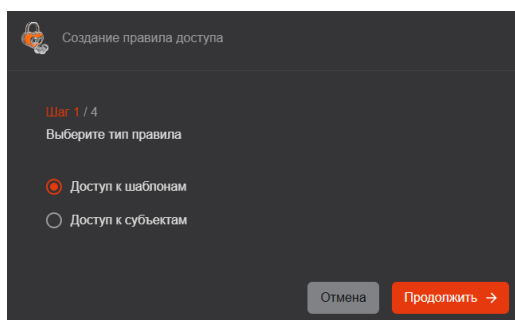 Создание правила доступа
Шаг 1 / 4
Выберите тип правила
Доступ к шаблонам
Доступ к субъектам
Отмена
Продолжить →